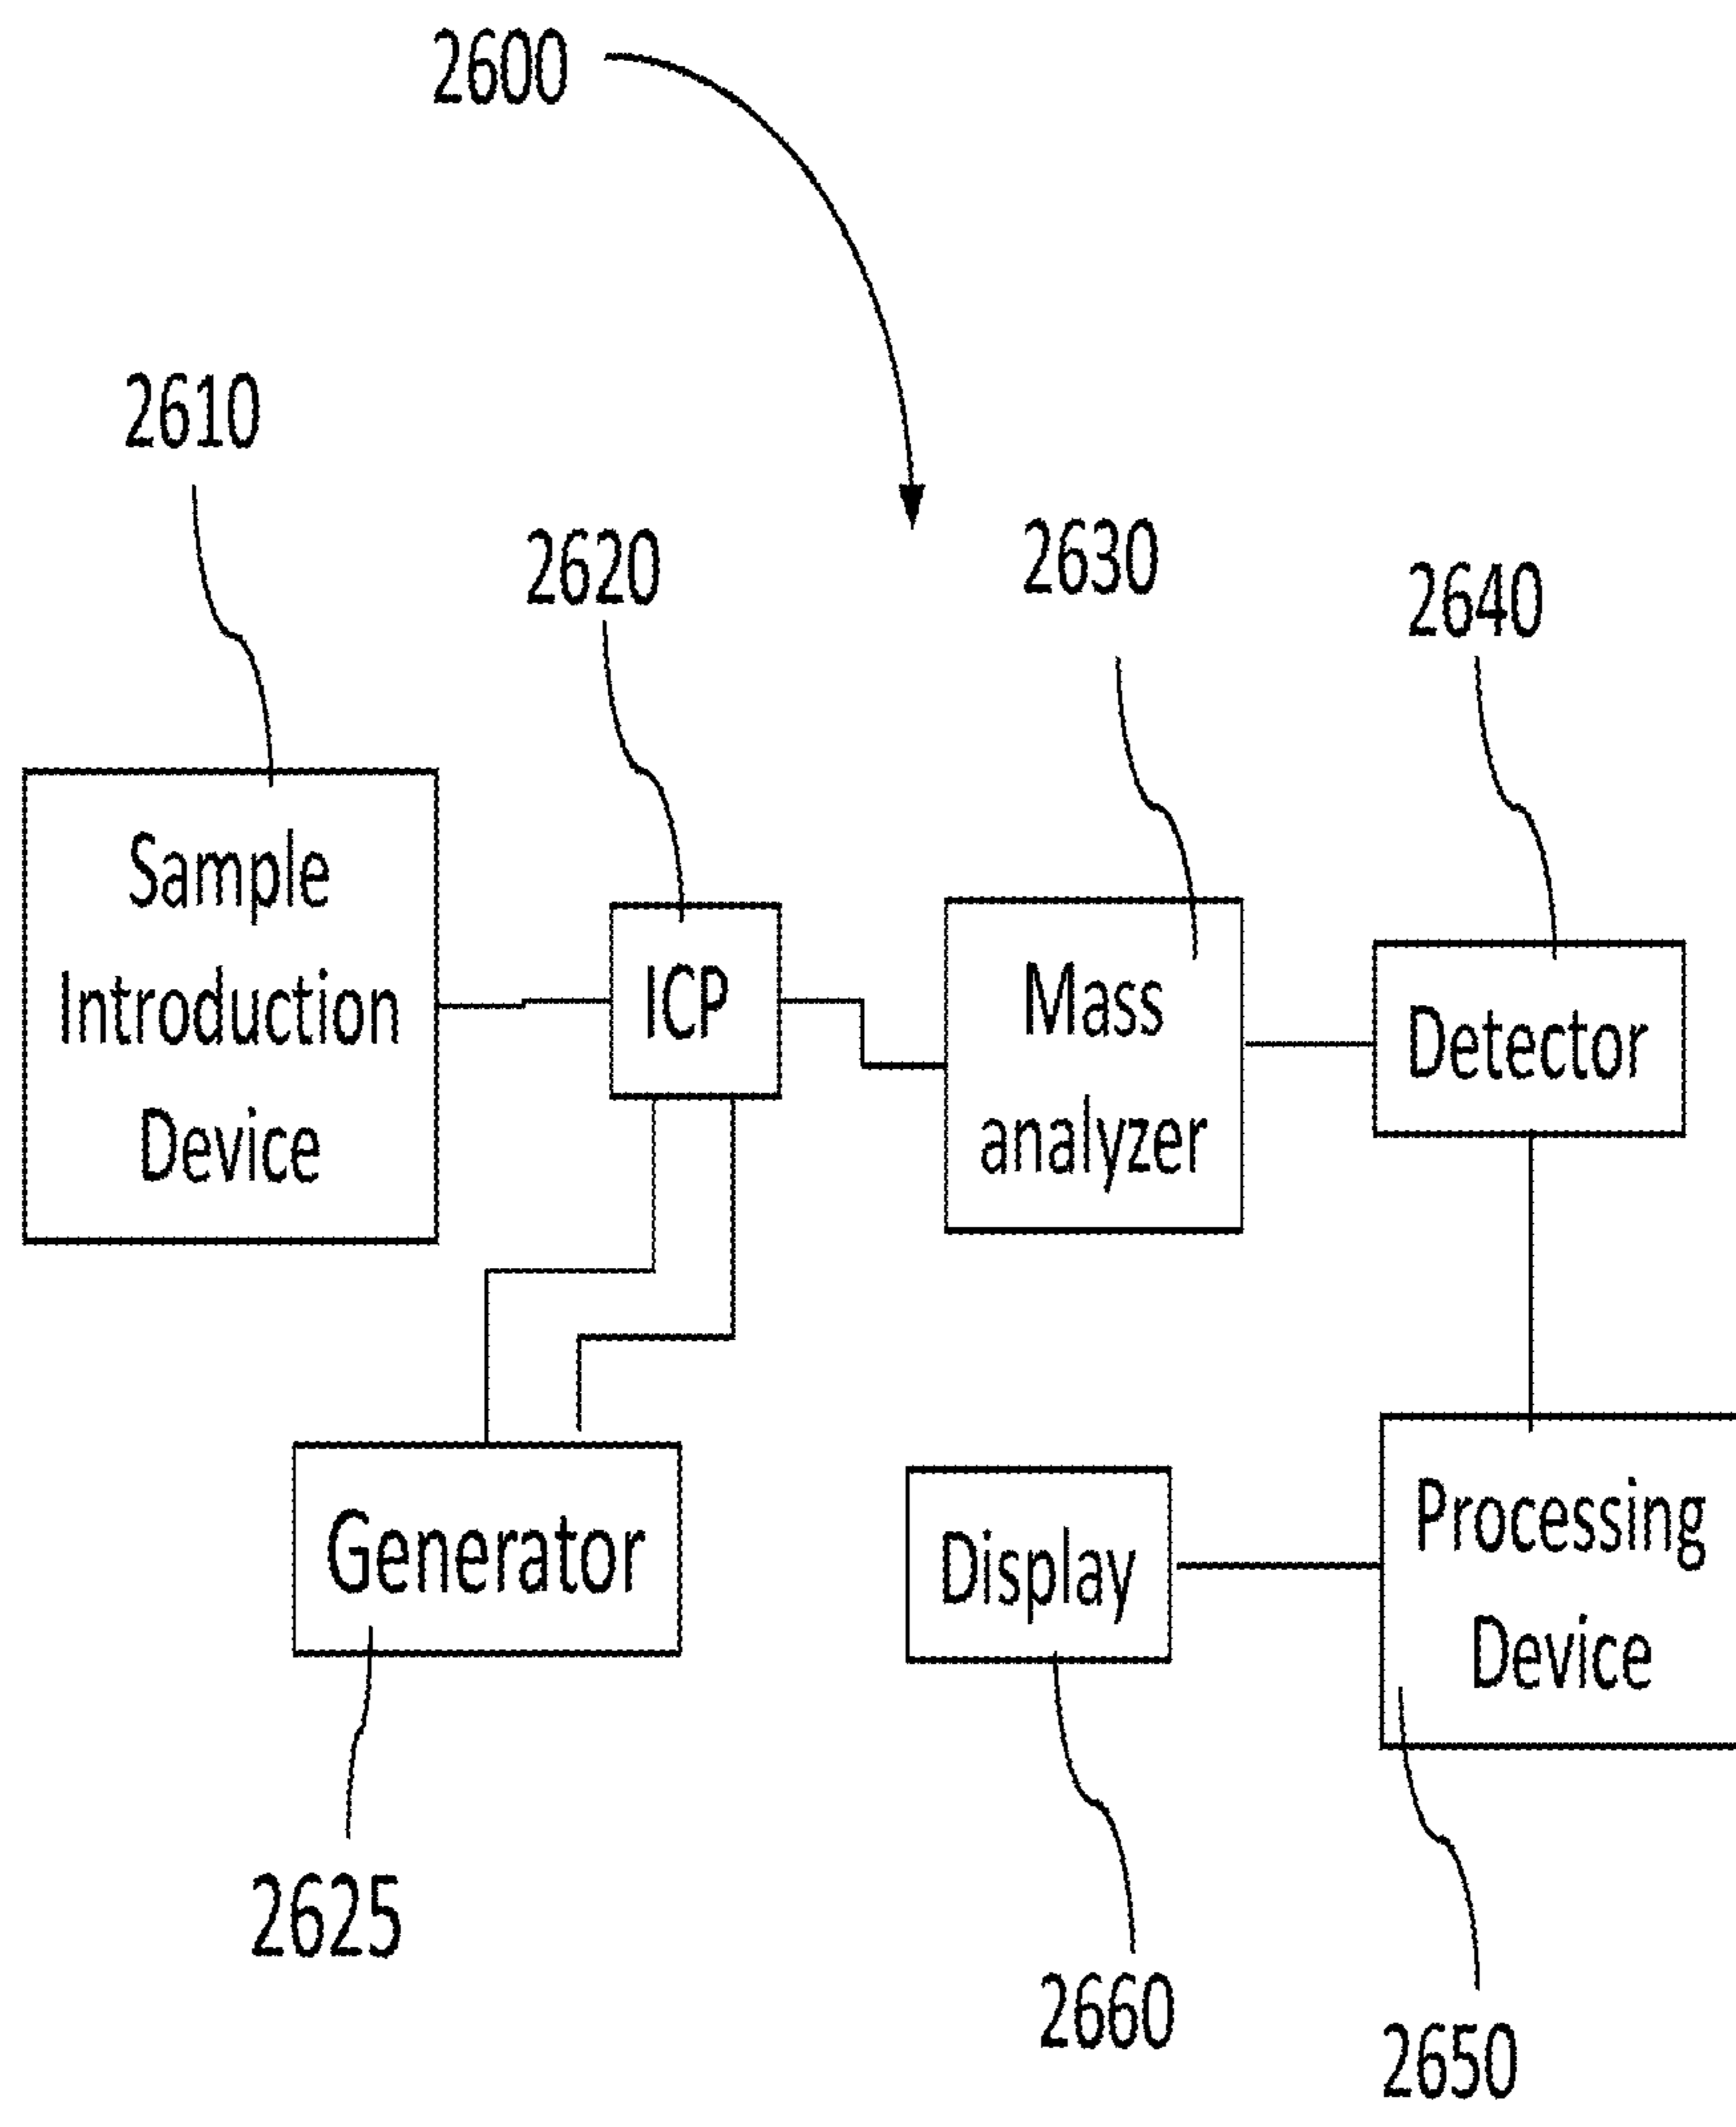 2600
2610
2620
2630
2640
Sample
Introduction
Device
ICP
Mass
analyzer
Detector
Generator
Display
Processing
Device
2625
2660
2650